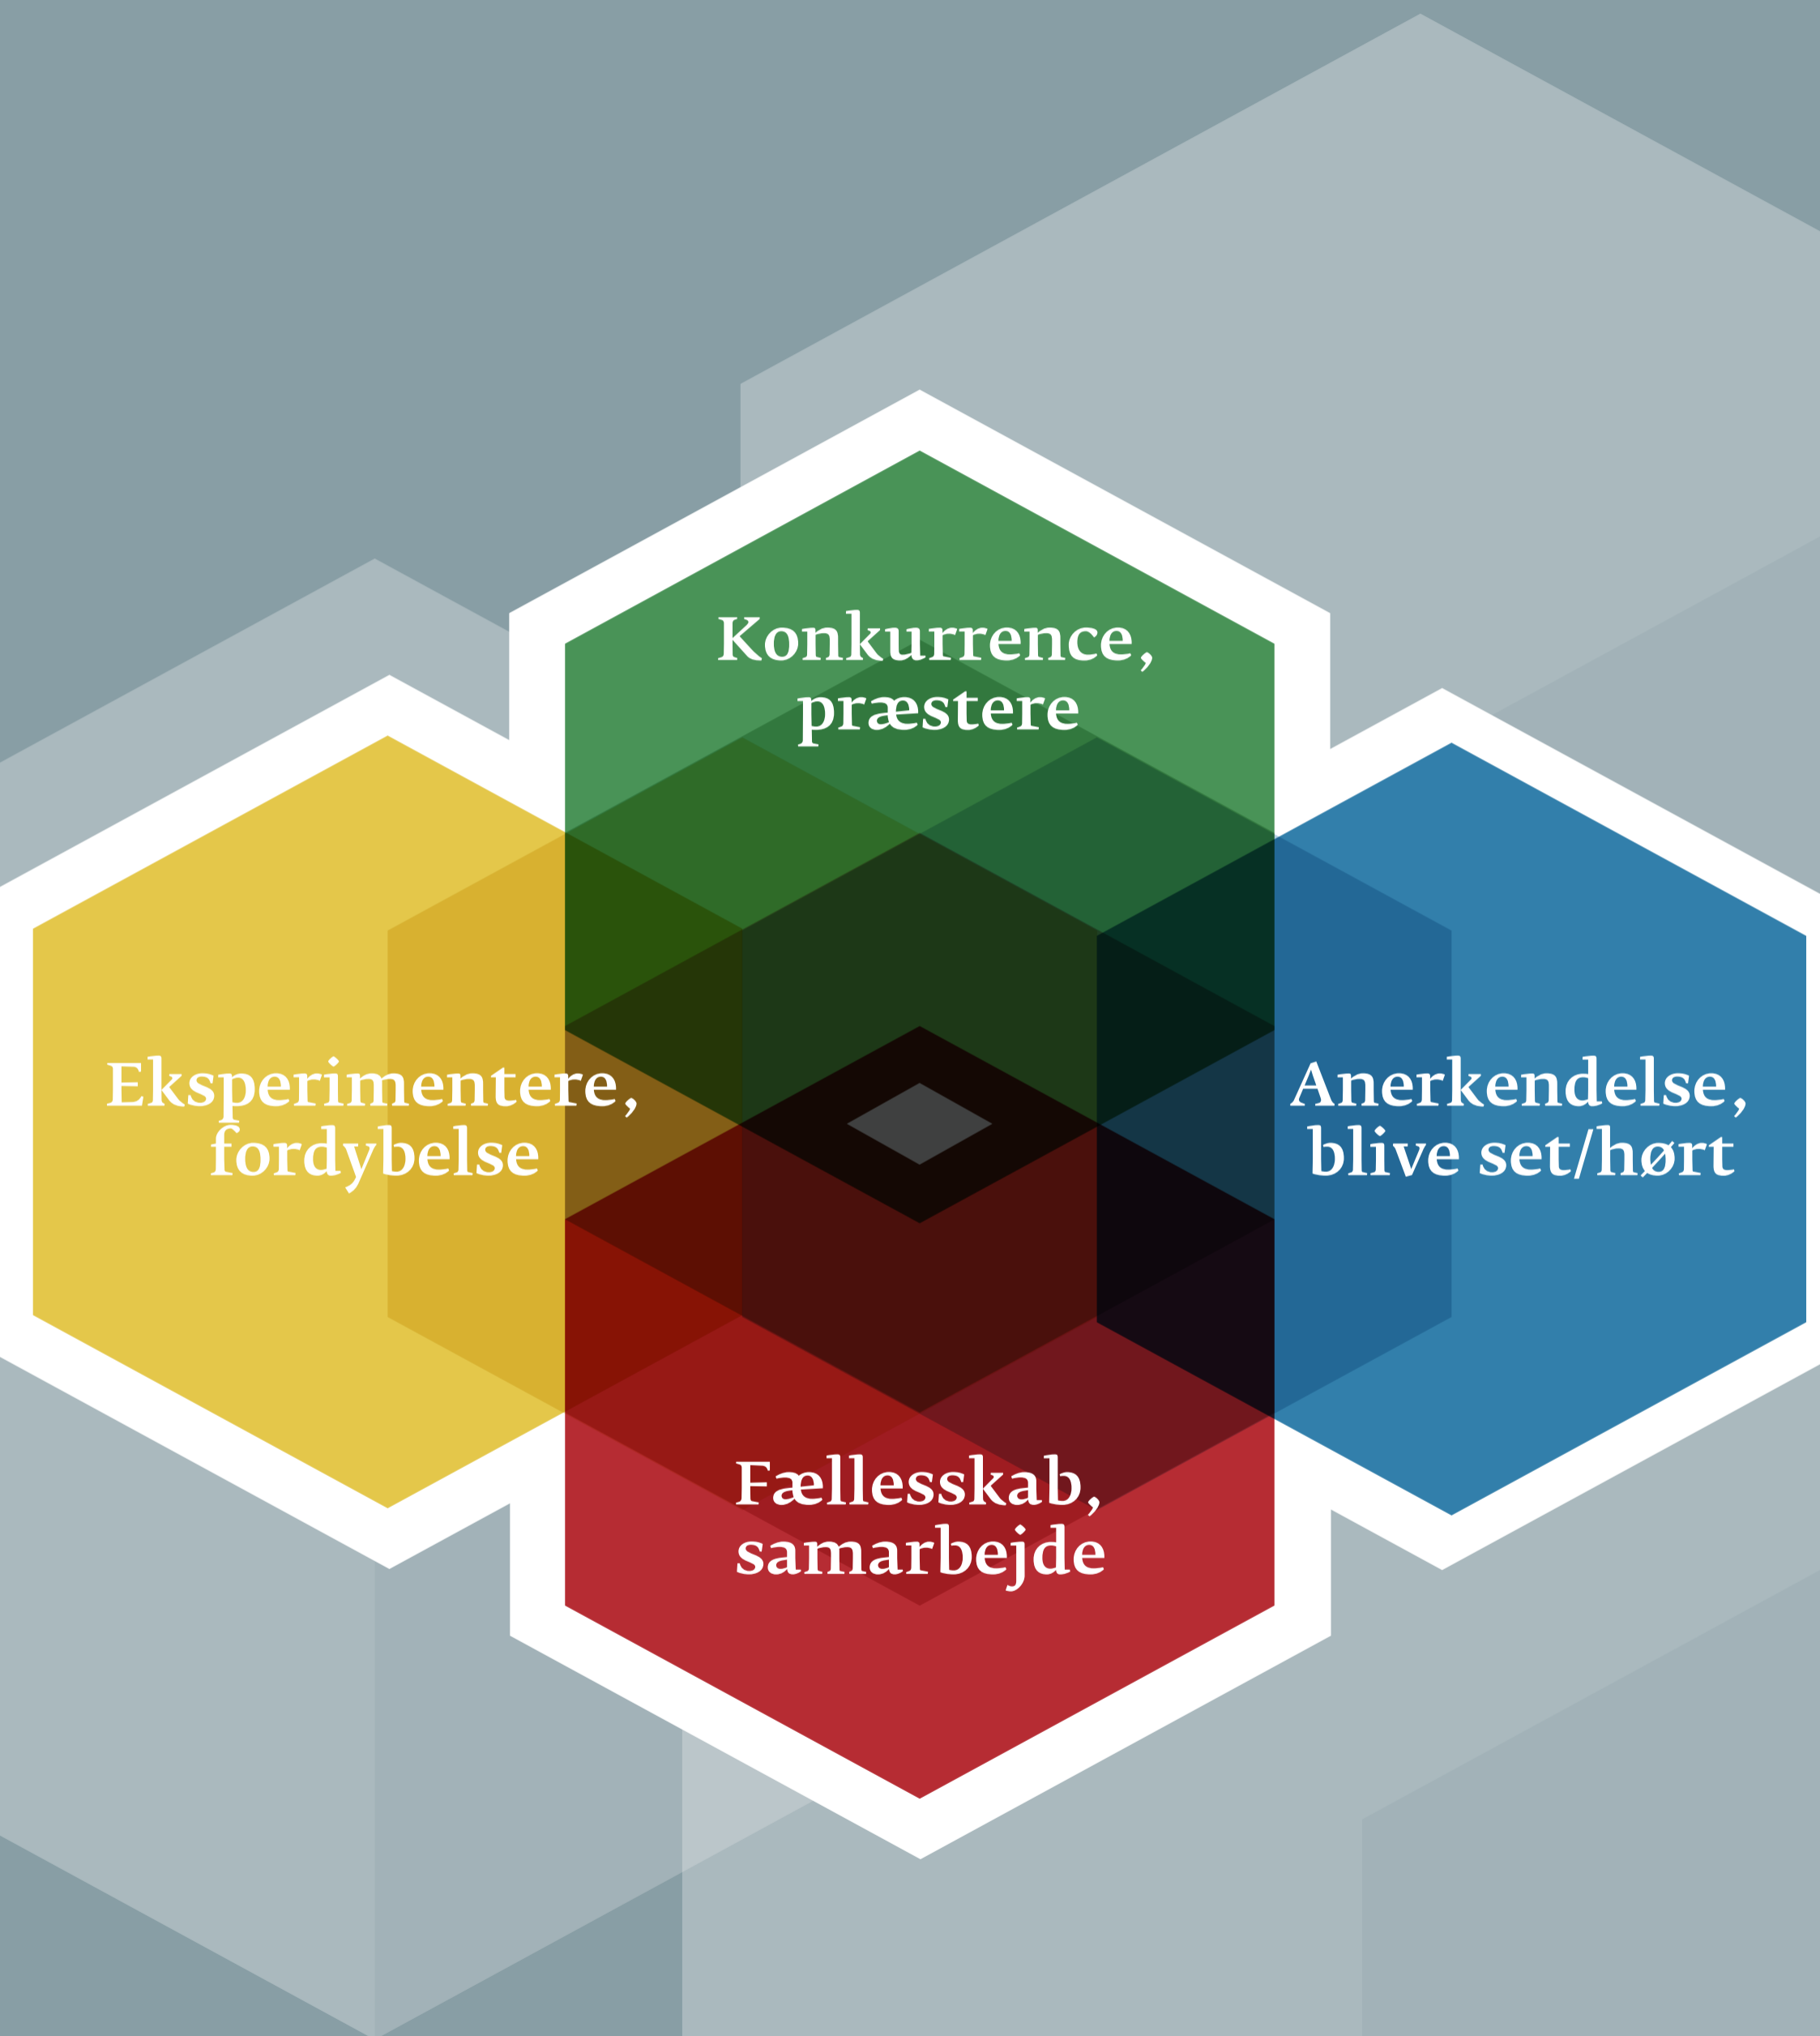 Konkurrence,
præstere
Eksperimentere,
fordybelse
Anerkendelse,
blive set/hørt
Fællesskab,
samarbejde